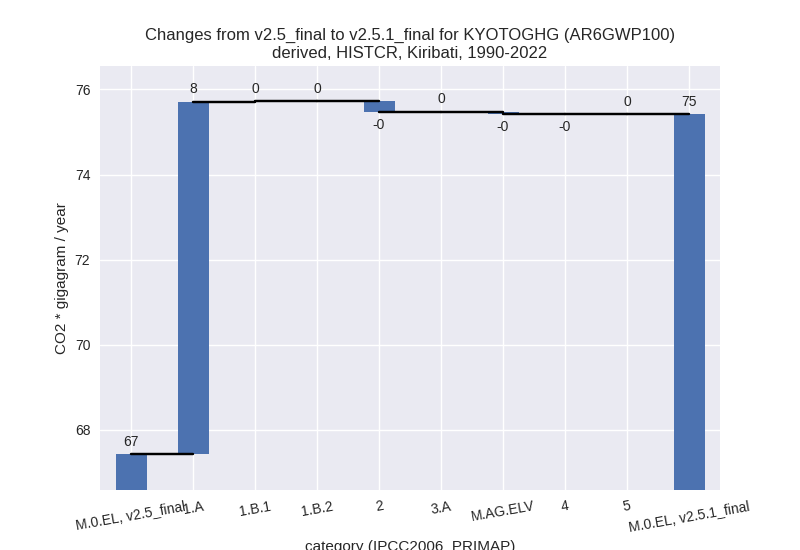 Changes from v2.5_final to v2.5.1_final for KYOTOGHG (AR6GWP100)
derived, HISTCR, Kiribati, 1990-2022
CO2 * gigagram / year
76
74
72
70
68
67
8
0
0
-0
0
-0
-0
0
75
M.0.EL, v2.5_final
1.A
1.B.1
1.B.2
2
3.A
M.AG.ELV
4
5
M.0.EL, v2.5.1_final
category (IPCC2006_PRIMAP)